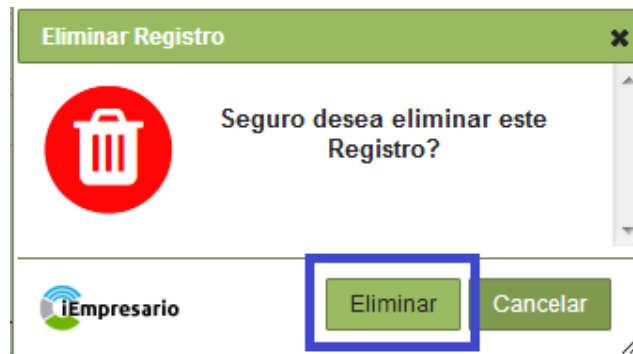 Eliminar Registro
Seguro desea eliminar este
Registro?
iEmpresario
Eliminar
Cancelar